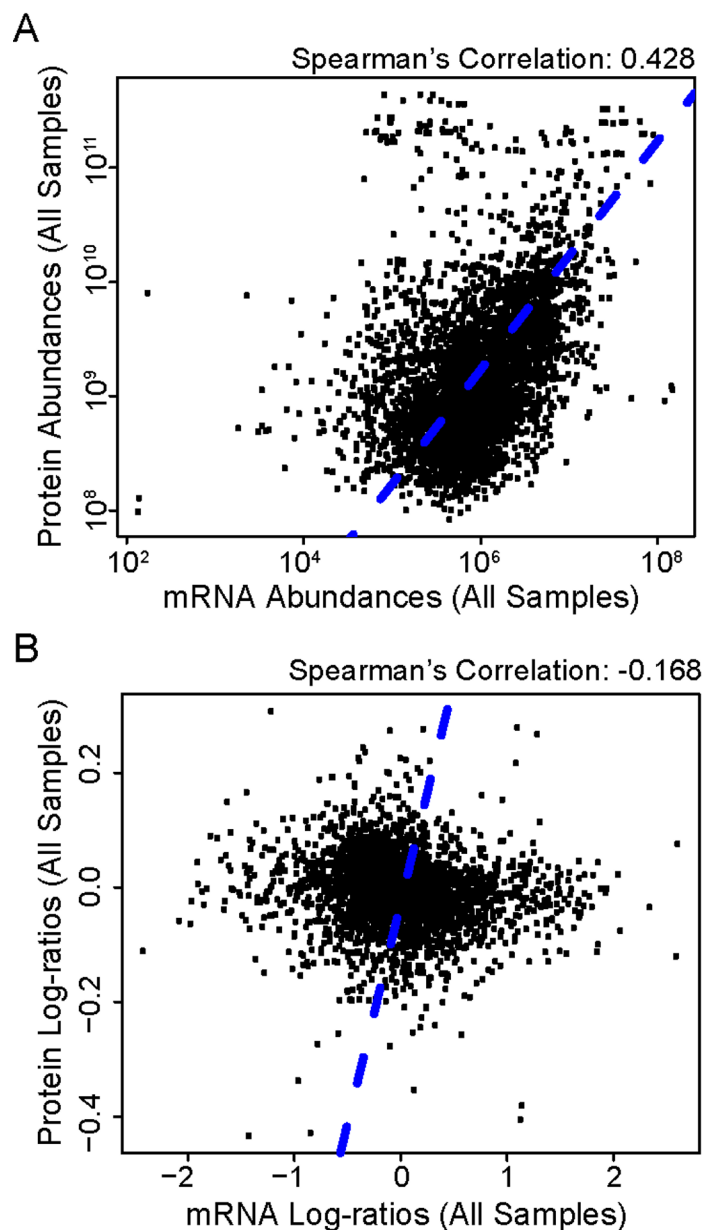 A
Spearman's Correlation: 0.428
Protein Abundances (All Samples)
10¹¹
10¹⁰
10⁹
10⁸
10² 10⁴ 10⁶ 10⁸
mRNA Abundances (All Samples)
B
Spearman's Correlation: -0.168
Protein Log-ratios (All Samples)
0.2
0.0
−0.2
−0.4
−2 −1 0 1 2
mRNA Log-ratios (All Samples)